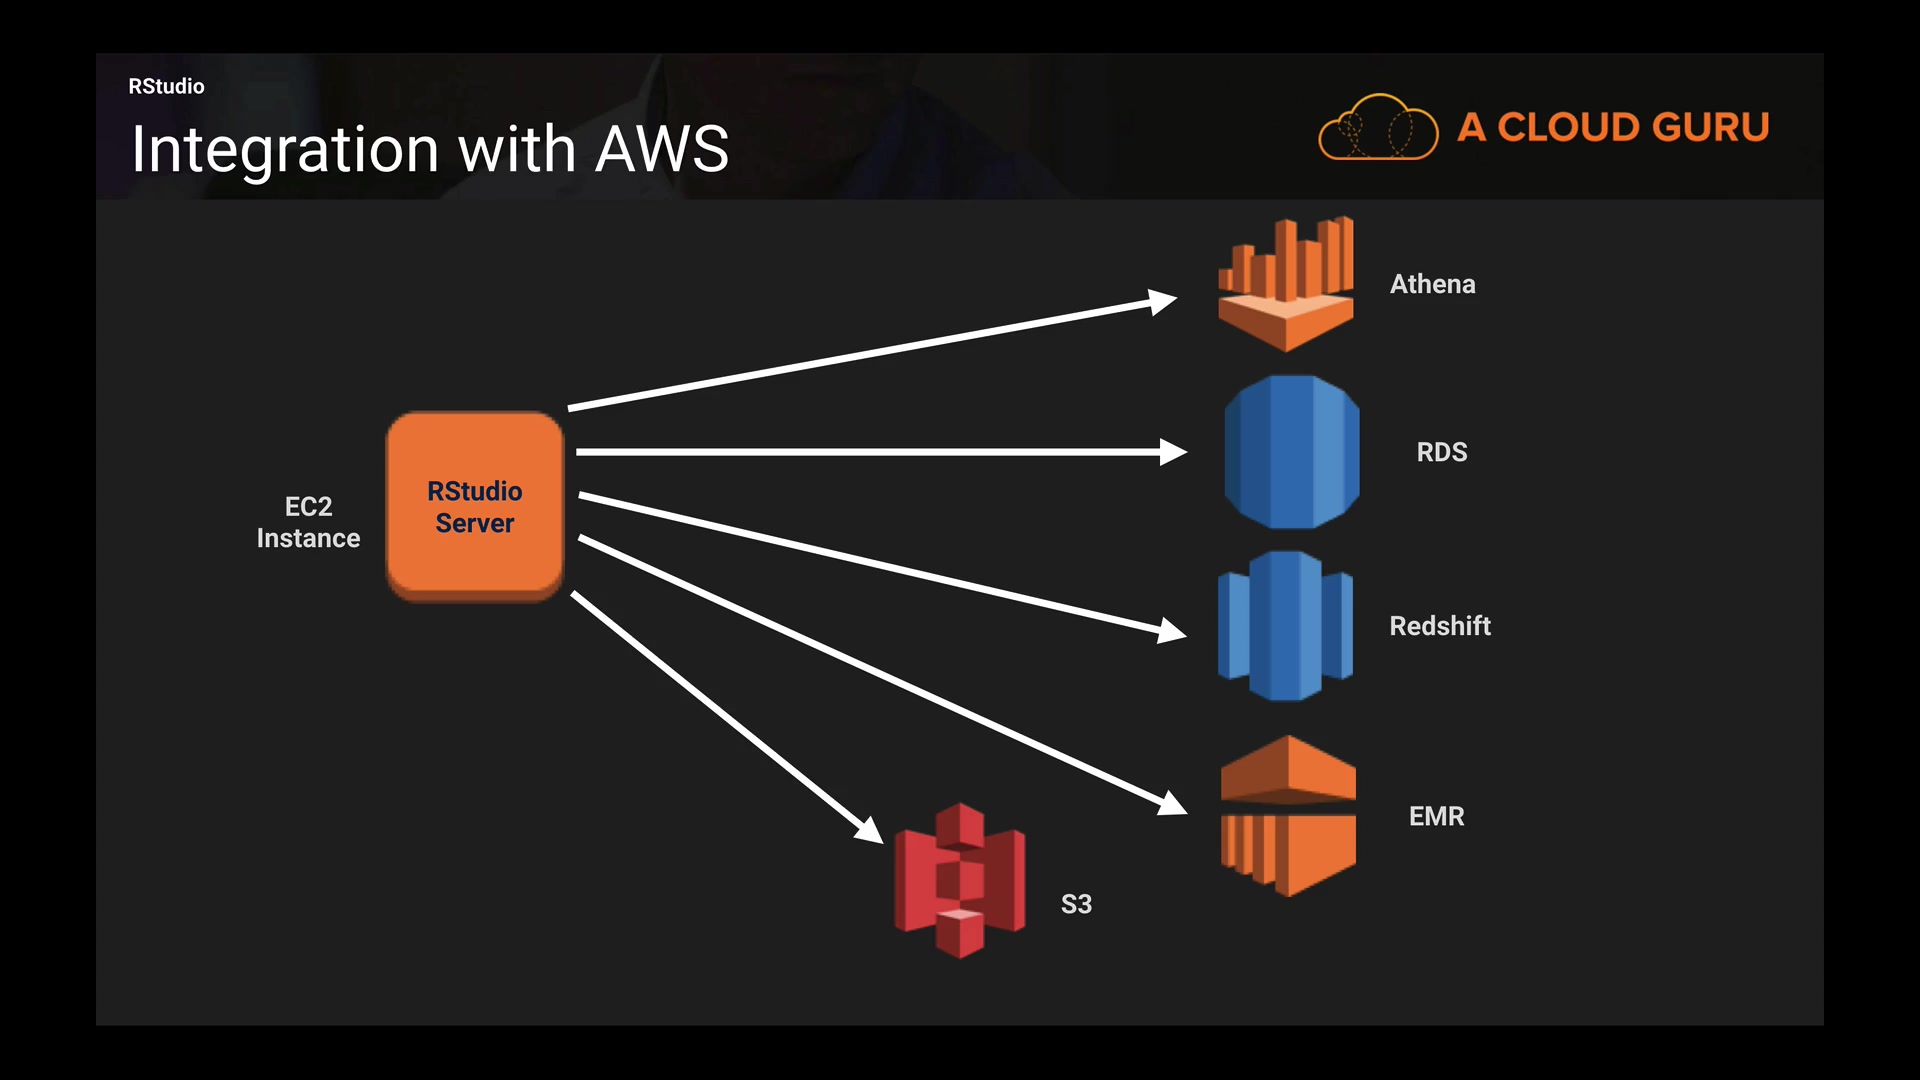 RStudio
Integration with AWS
A CLOUD GURU
Athena
RDS
EC2
Instance
RStudio
Server
Redshift
EMR
S3